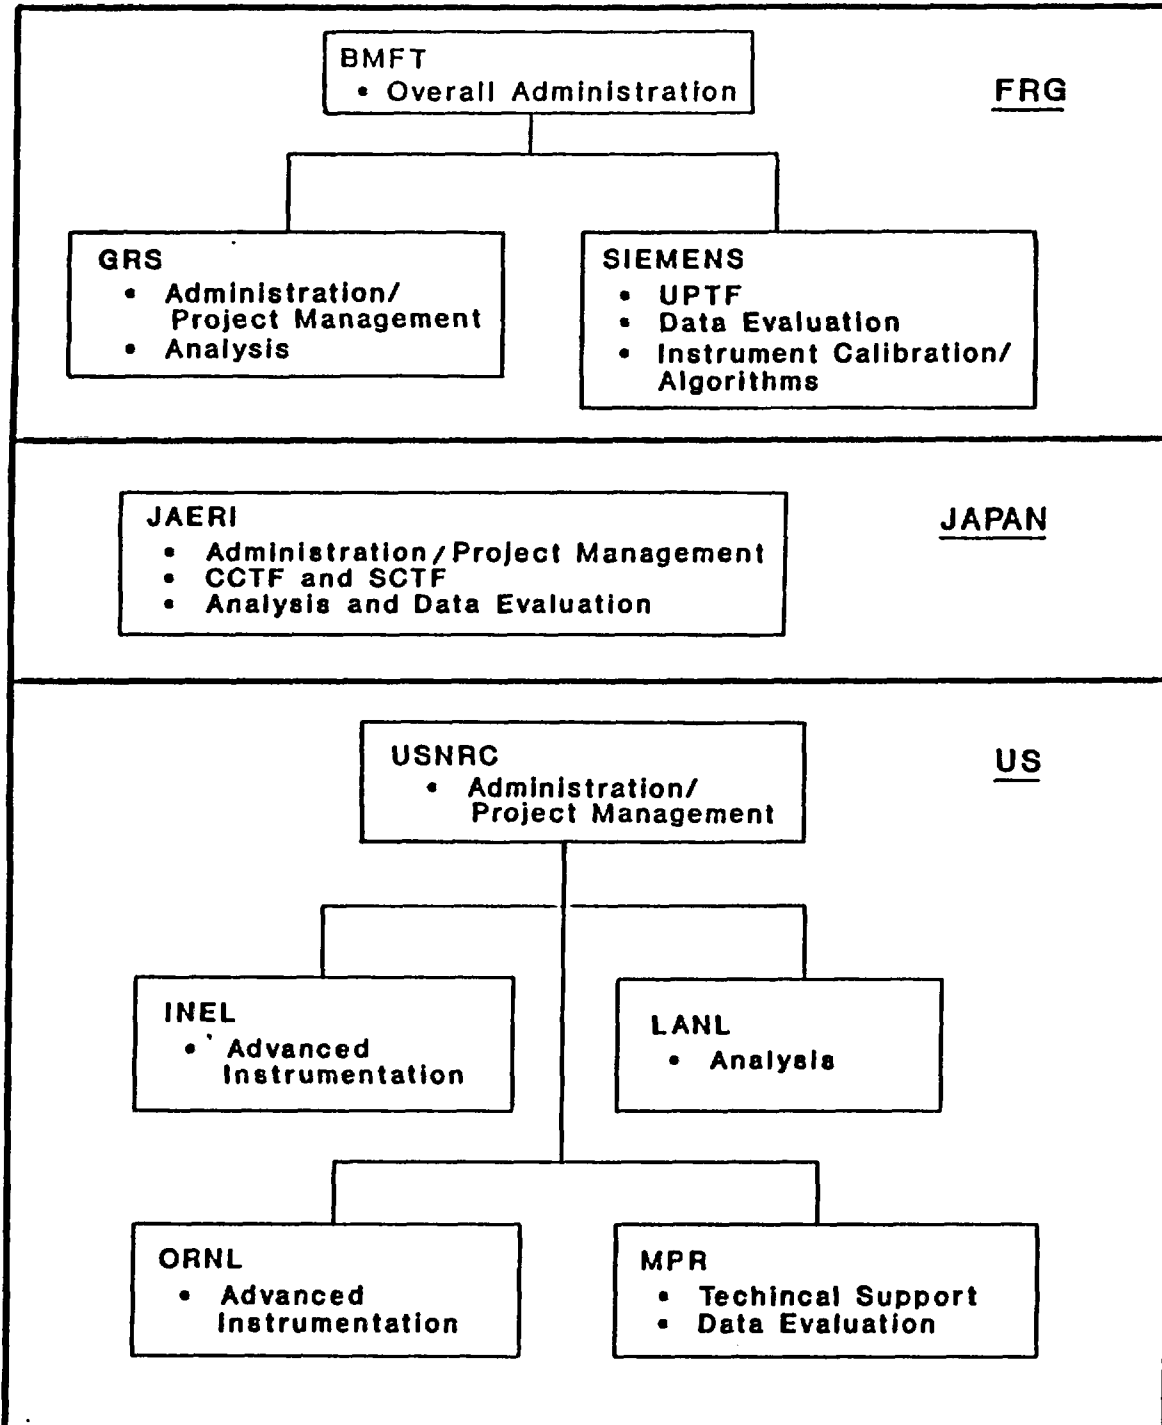 BMFT
• Overall Administration
FRG
GRS
• Administration/
Project Management
• Analysis
SIEMENS
• UPTF
• Data Evaluation
• Instrument Calibration/
Algorithms
JAERI
• Administration/Project Management
• CCTF and SCTF
• Analysis and Data Evaluation
JAPAN
USNRC
• Administration/
Project Management
US
INEL
• Advanced
Instrumentation
LANL
• Analysis
ORNL
• Advanced
Instrumentation
MPR
• Techincal Support
• Data Evaluation